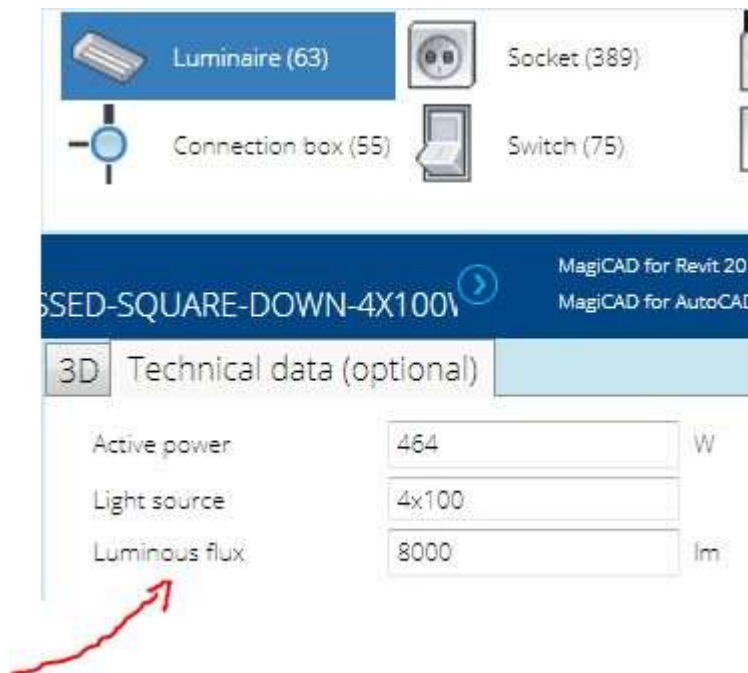 Luminaire (63) Socket (389)
Connection box (55) Switch (75)
MagiCAD for Revit 20
SSED-SQUARE-DOWN-4X100W
MagiCAD for AutoCAD
3D Technical data (optional)
Active power 464 W
Light source 4x100
Luminous flux 8000 lm